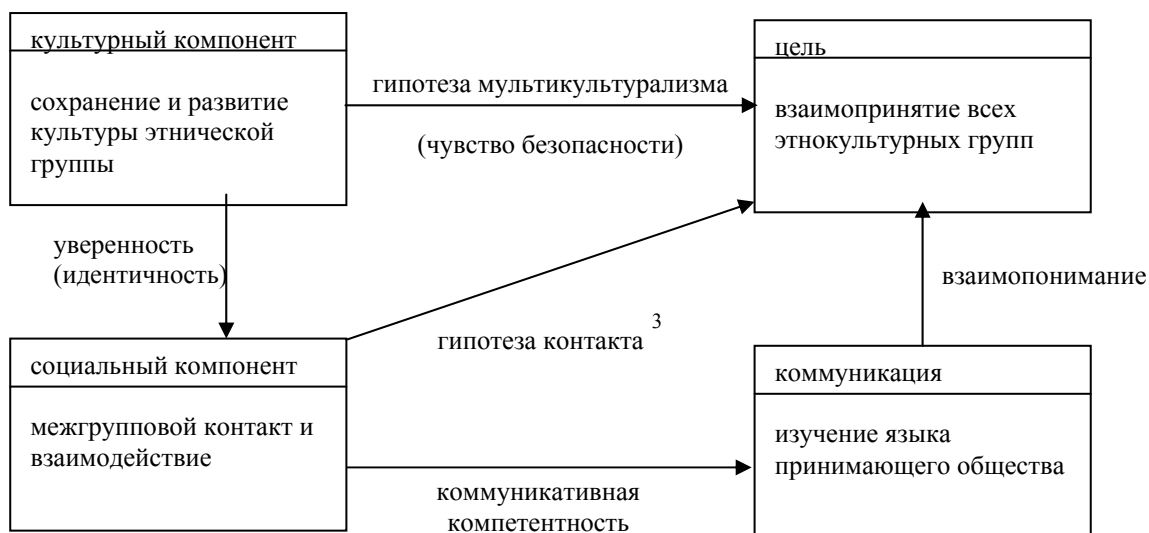 культурный компонент
сохранение и развитие
культуры этнической
группы
гипотеза мультикультурализма
(чувство безопасности)
цель
взаимопринятие всех
этнокультурных групп
уверенность
(идентичность)
взаимопонимание
гипотеза контакта 3
социальный компонент
межгрупповой контакт и
взаимодействие
коммуникативная
компетентность
коммуникация
изучение языка
принимающего общества